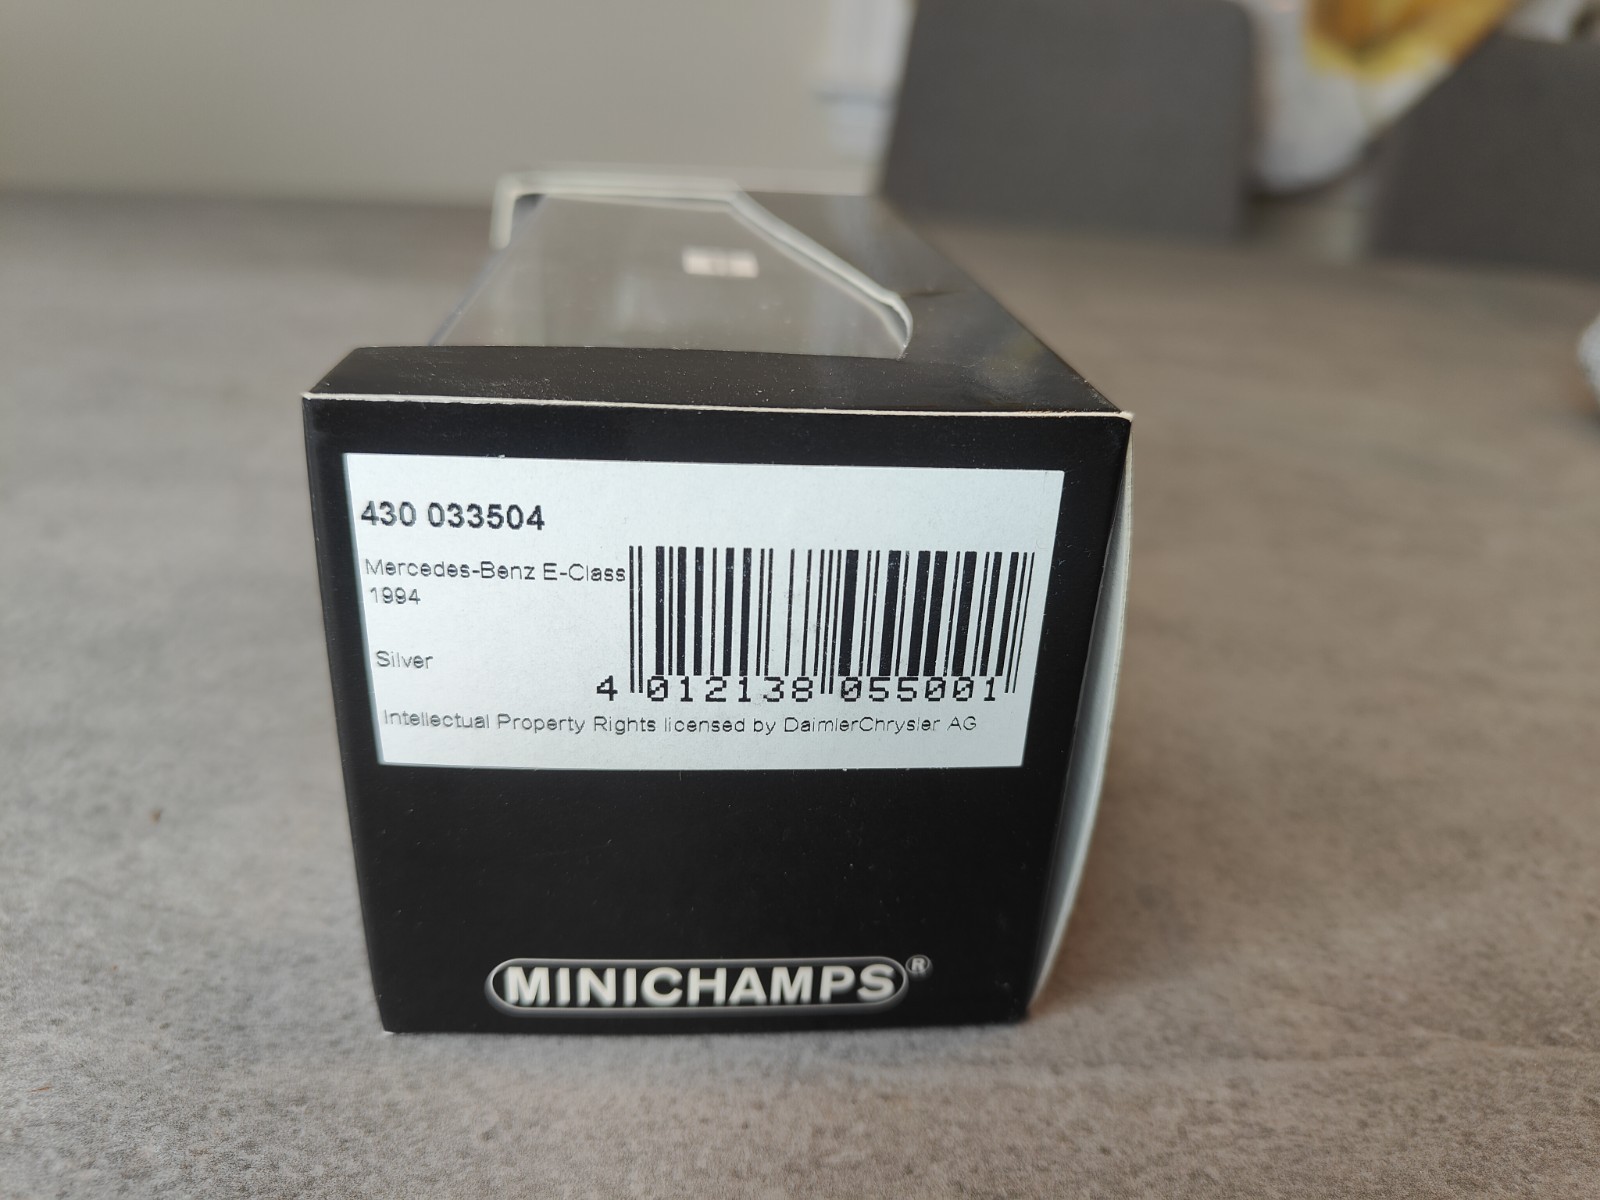 430 033504
Mercedes-Benz E-Class
1994
Silver
4 012138 055001
Intellectual Property Rights licensed by DaimlerChrysler AG
MINICHAMPS®